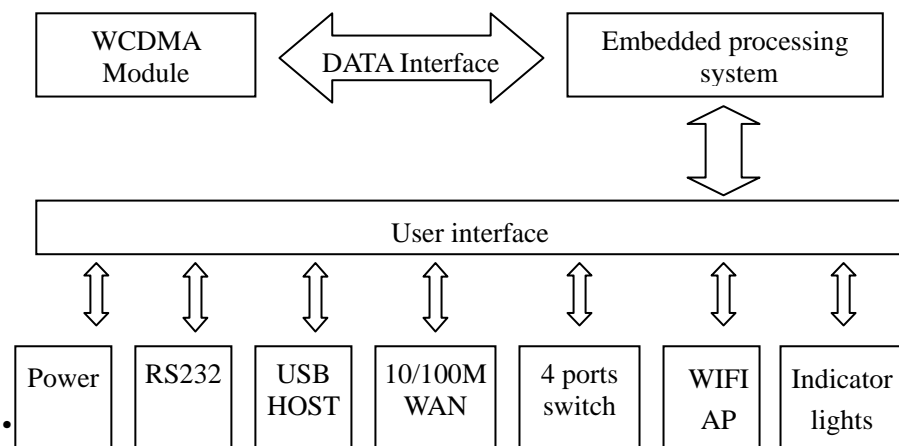 WCDMA
Module
DATA Interface
Embedded processing
system
User interface
Power
RS232
USB
HOST
10/100M
WAN
4 ports
switch
WIFI
AP
Indicator
lights